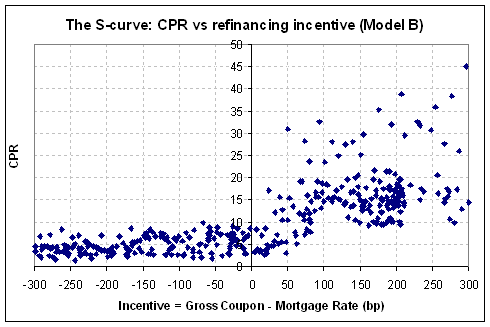 The S-curve: CPR vs refinancing incentive (Model B)
50
45
40
35
30
25
20
15
10
5
0
CPR
-300 -250 -200 -150 -100 -50 0 50 100 150 200 250 300
Incentive = Gross Coupon - Mortgage Rate (bp)